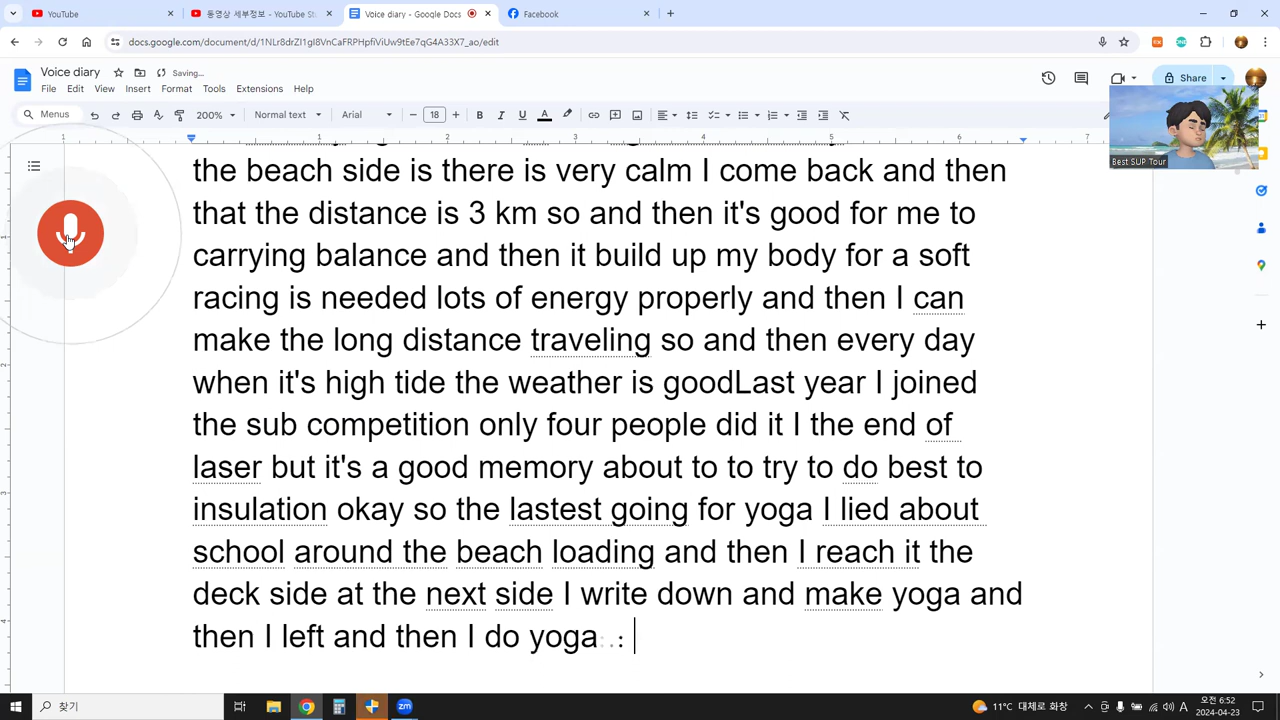 YouTube
동영상 세부정보 - YouTube St
Voice diary - Google Docs
Facebook
docs.google.com/document/d/1NLr8drZI1gI8VnCaFRPHpfiViUw9tEe7qG4A33X7_ao/edit
Voice diary
Saving...
File Edit View Insert Format Tools Extensions Help
Share
Menus
200%
Normal text
Arial
18
B I U A
1 1 2 3 4 5 6 7
Best SUP Tour
the beach side is there is very calm I come back and then
that the distance is 3 km so and then it's good for me to
carrying balance and then it build up my body for a soft
racing is needed lots of energy properly and then I can
make the long distance traveling so and then every day
when it's high tide the weather is goodLast year I joined
the sub competition only four people did it I the end of
laser but it's a good memory about to to try to do best to
insulation okay so the lastest going for yoga I lied about
school around the beach loading and then I reach it the
deck side at the next side I write down and make yoga and
then I left and then I do yoga
찾기
11°C 대체로 화창
A
오전 6:52
2024-04-23